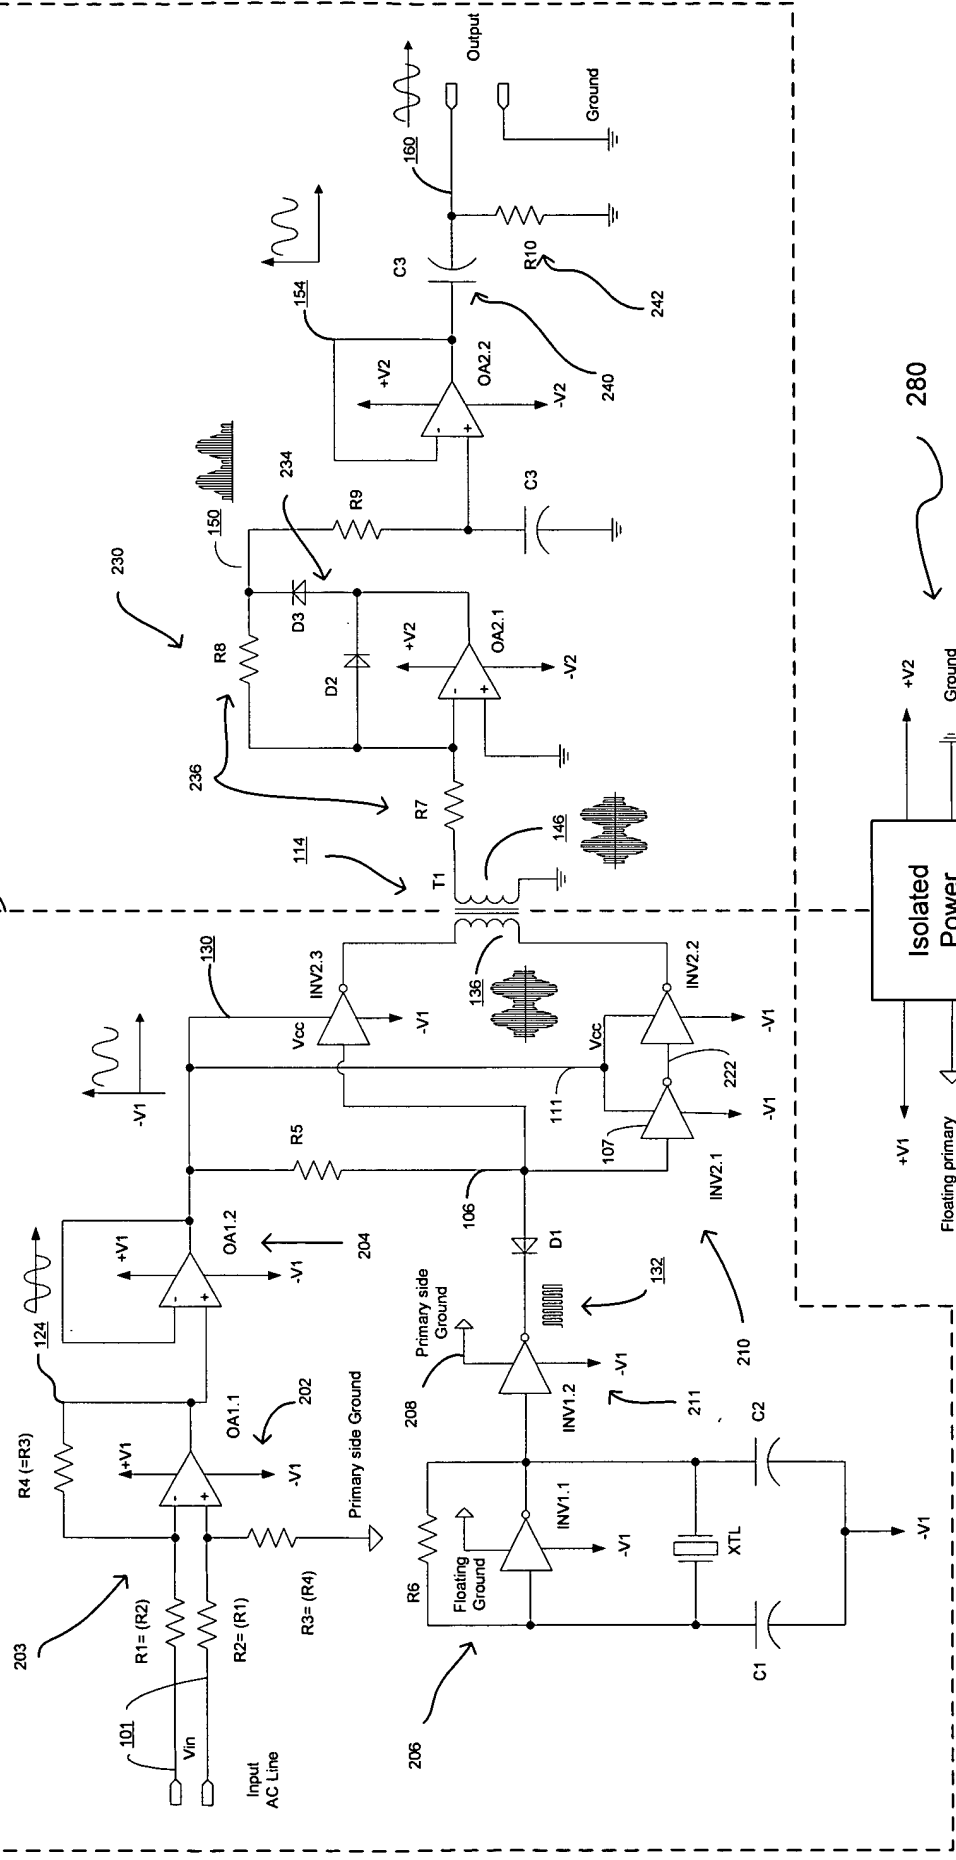 Input
AC Line
Vin
101
203
R1= (R2)
R2= (R1)
R3= (R4)
R4 (=R3)
Primary side Ground
-
+
+V1
-V1
OA1.1
202
124
-
+
+V1
-V1
OA1.2
204
-V1
130
R5
106
111
Vcc
INV2.3
-V1
Vcc
107
222
INV2.1
-V1
INV2.2
-V1
210
206
R6
Floating
Ground
INV1.1
-V1
XTL
C1
C2
-V1
208
Primary side
Ground
INV1.2
-V1
211
132
D1
136
T1
114
146
R7
236
R8
230
D2
D3
234
-
+
+V2
-V2
OA2.1
150
R9
C3
-
+
+V2
-V2
OA2.2
154
C3
240
R10
242
160
Output
Ground
280
Isolated
Power
+V1
Floating primary
+V2
Ground